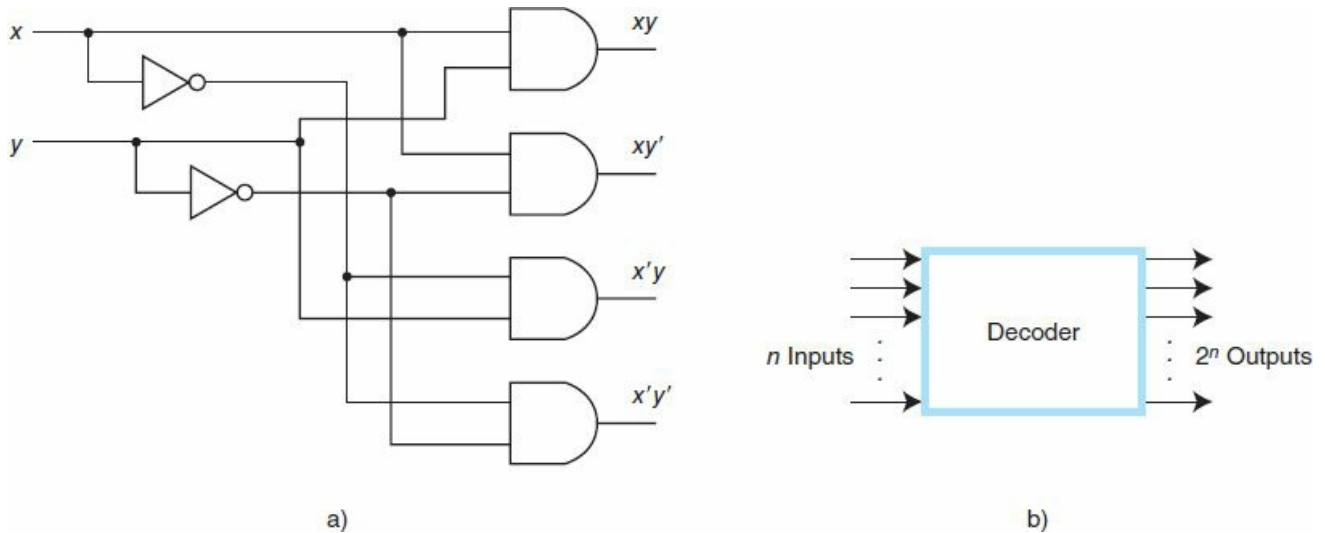 x
y
xy
xy′
x′y
x′y′
a)
Decoder
n Inputs
2ⁿ Outputs
b)